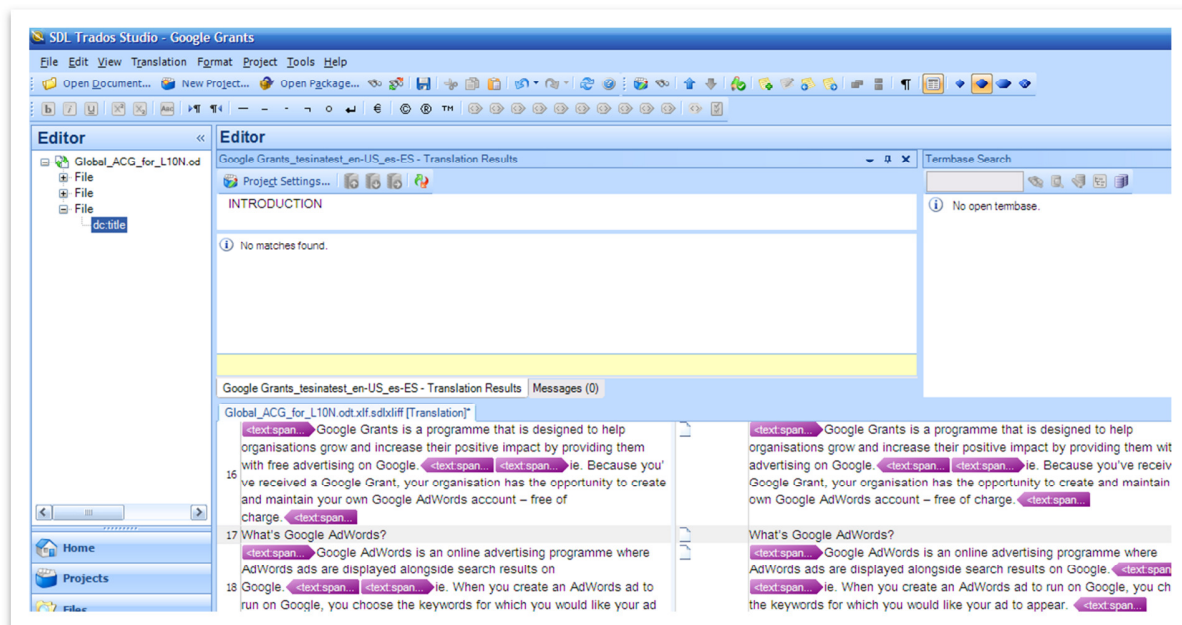 SDL Trados Studio - Google Grants
File Edit View Translation Format Project Tools Help
Open Document... New Project... Open Package...
b I U X² X₂ ABC ¶ ¶ — – - ¬ ○ € © ® TM
Editor «
Editor
Global_ACG_for_L10N.od
File
File
File
dc:title
Google Grants_tesinatest_en-US_es-ES - Translation Results
Termbase Search
Project Settings...
INTRODUCTION
No open termbase.
No matches found.
Google Grants_tesinatest_en-US_es-ES - Translation Results Messages (0)
Global_ACG_for_L10N.odt.xlf.sdlxliff [Translation]*
<text:span... Google Grants is a programme that is designed to help
organisations grow and increase their positive impact by providing them
16 with free advertising on Google. <text:span... <text:span... ie. Because you'
ve received a Google Grant, your organisation has the opportunity to create
and maintain your own Google AdWords account – free of
charge. <text:span...
<text:span... Google Grants is a programme that is designed to help
organisations grow and increase their positive impact by providing them wit
advertising on Google. <text:span... <text:span... ie. Because you've receiv
Google Grant, your organisation has the opportunity to create and maintain
own Google AdWords account – free of charge. <text:span...
17 What's Google AdWords?
What's Google AdWords?
<text:span... Google AdWords is an online advertising programme where
AdWords ads are displayed alongside search results on
18 Google. <text:span... <text:span... ie. When you create an AdWords ad to
run on Google, you choose the keywords for which you would like your ad
<text:span... Google AdWords is an online advertising programme where
AdWords ads are displayed alongside search results on Google. <text:span
<text:span... ie. When you create an AdWords ad to run on Google, you ch
the keywords for which you would like your ad to appear. <text:span...
Home
Projects
Files